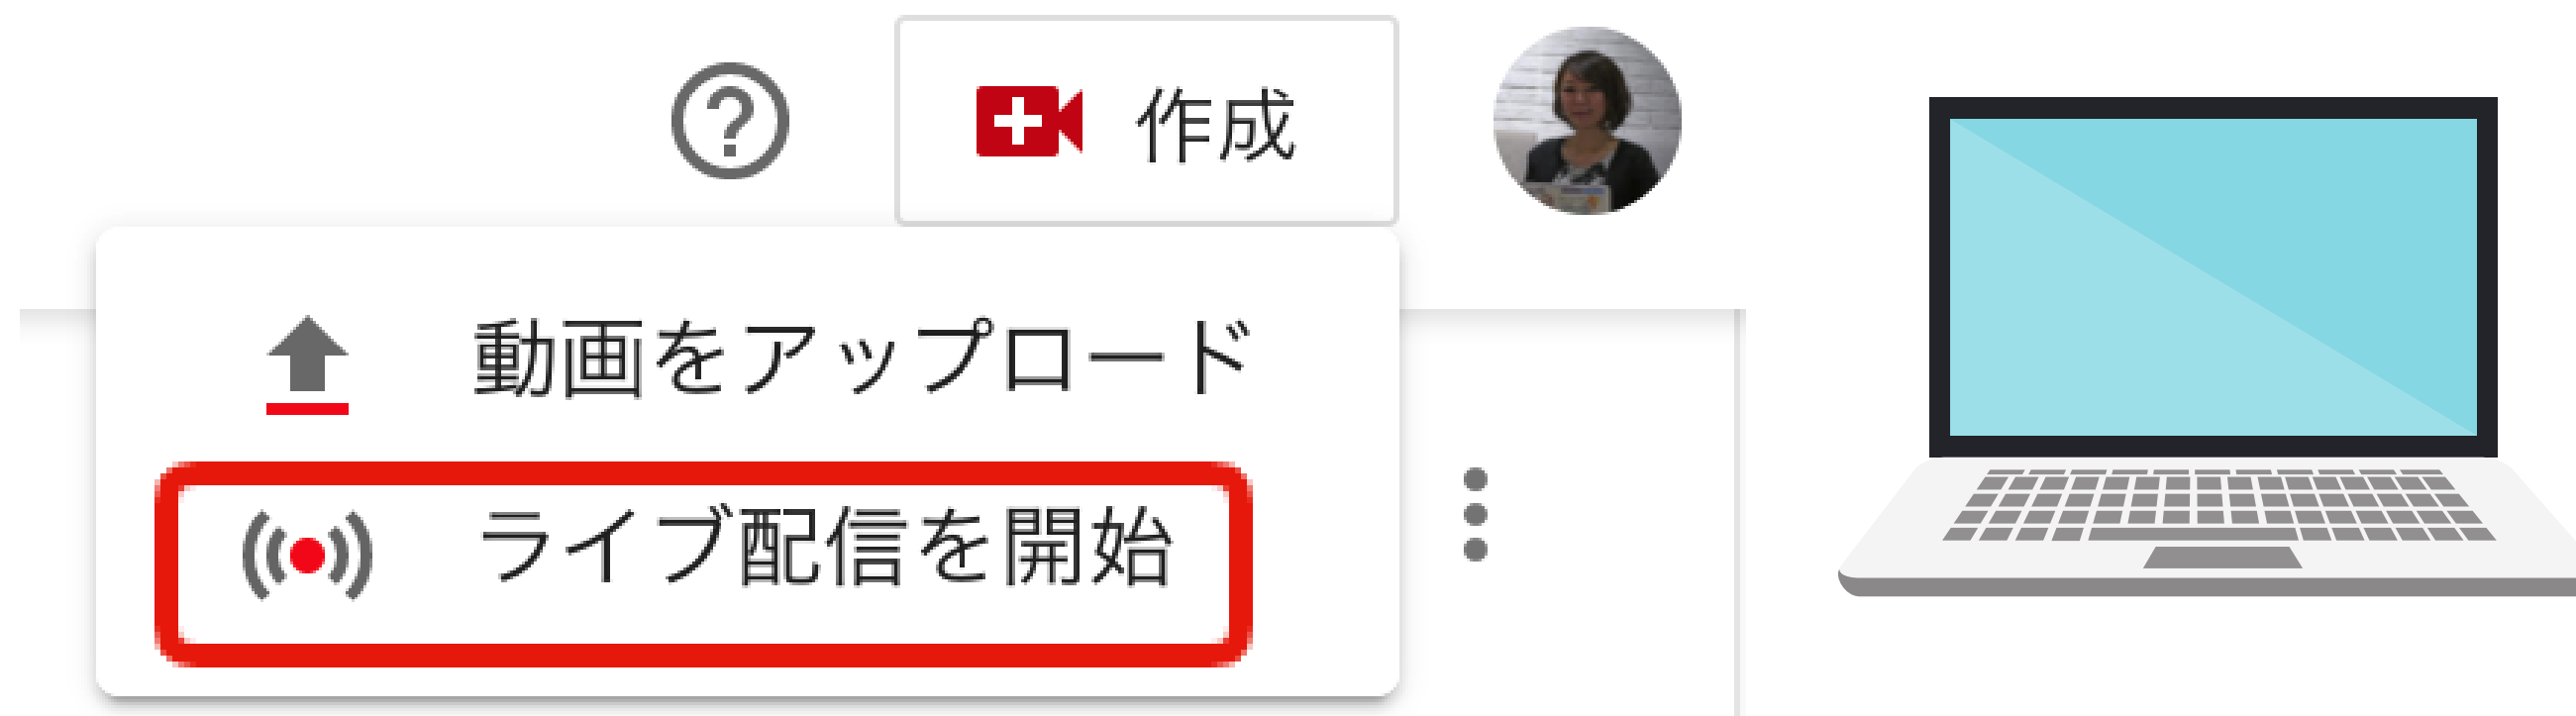 作成
動画をアップロード
ライブ配信を開始